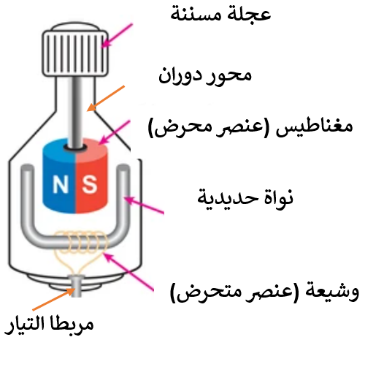 عجلة مسننة
محور دوران
مغناطيس (عنصر محرض)
N S
نواة حديدية
وشيعة (عنصر متحرض)
مربطا التيار